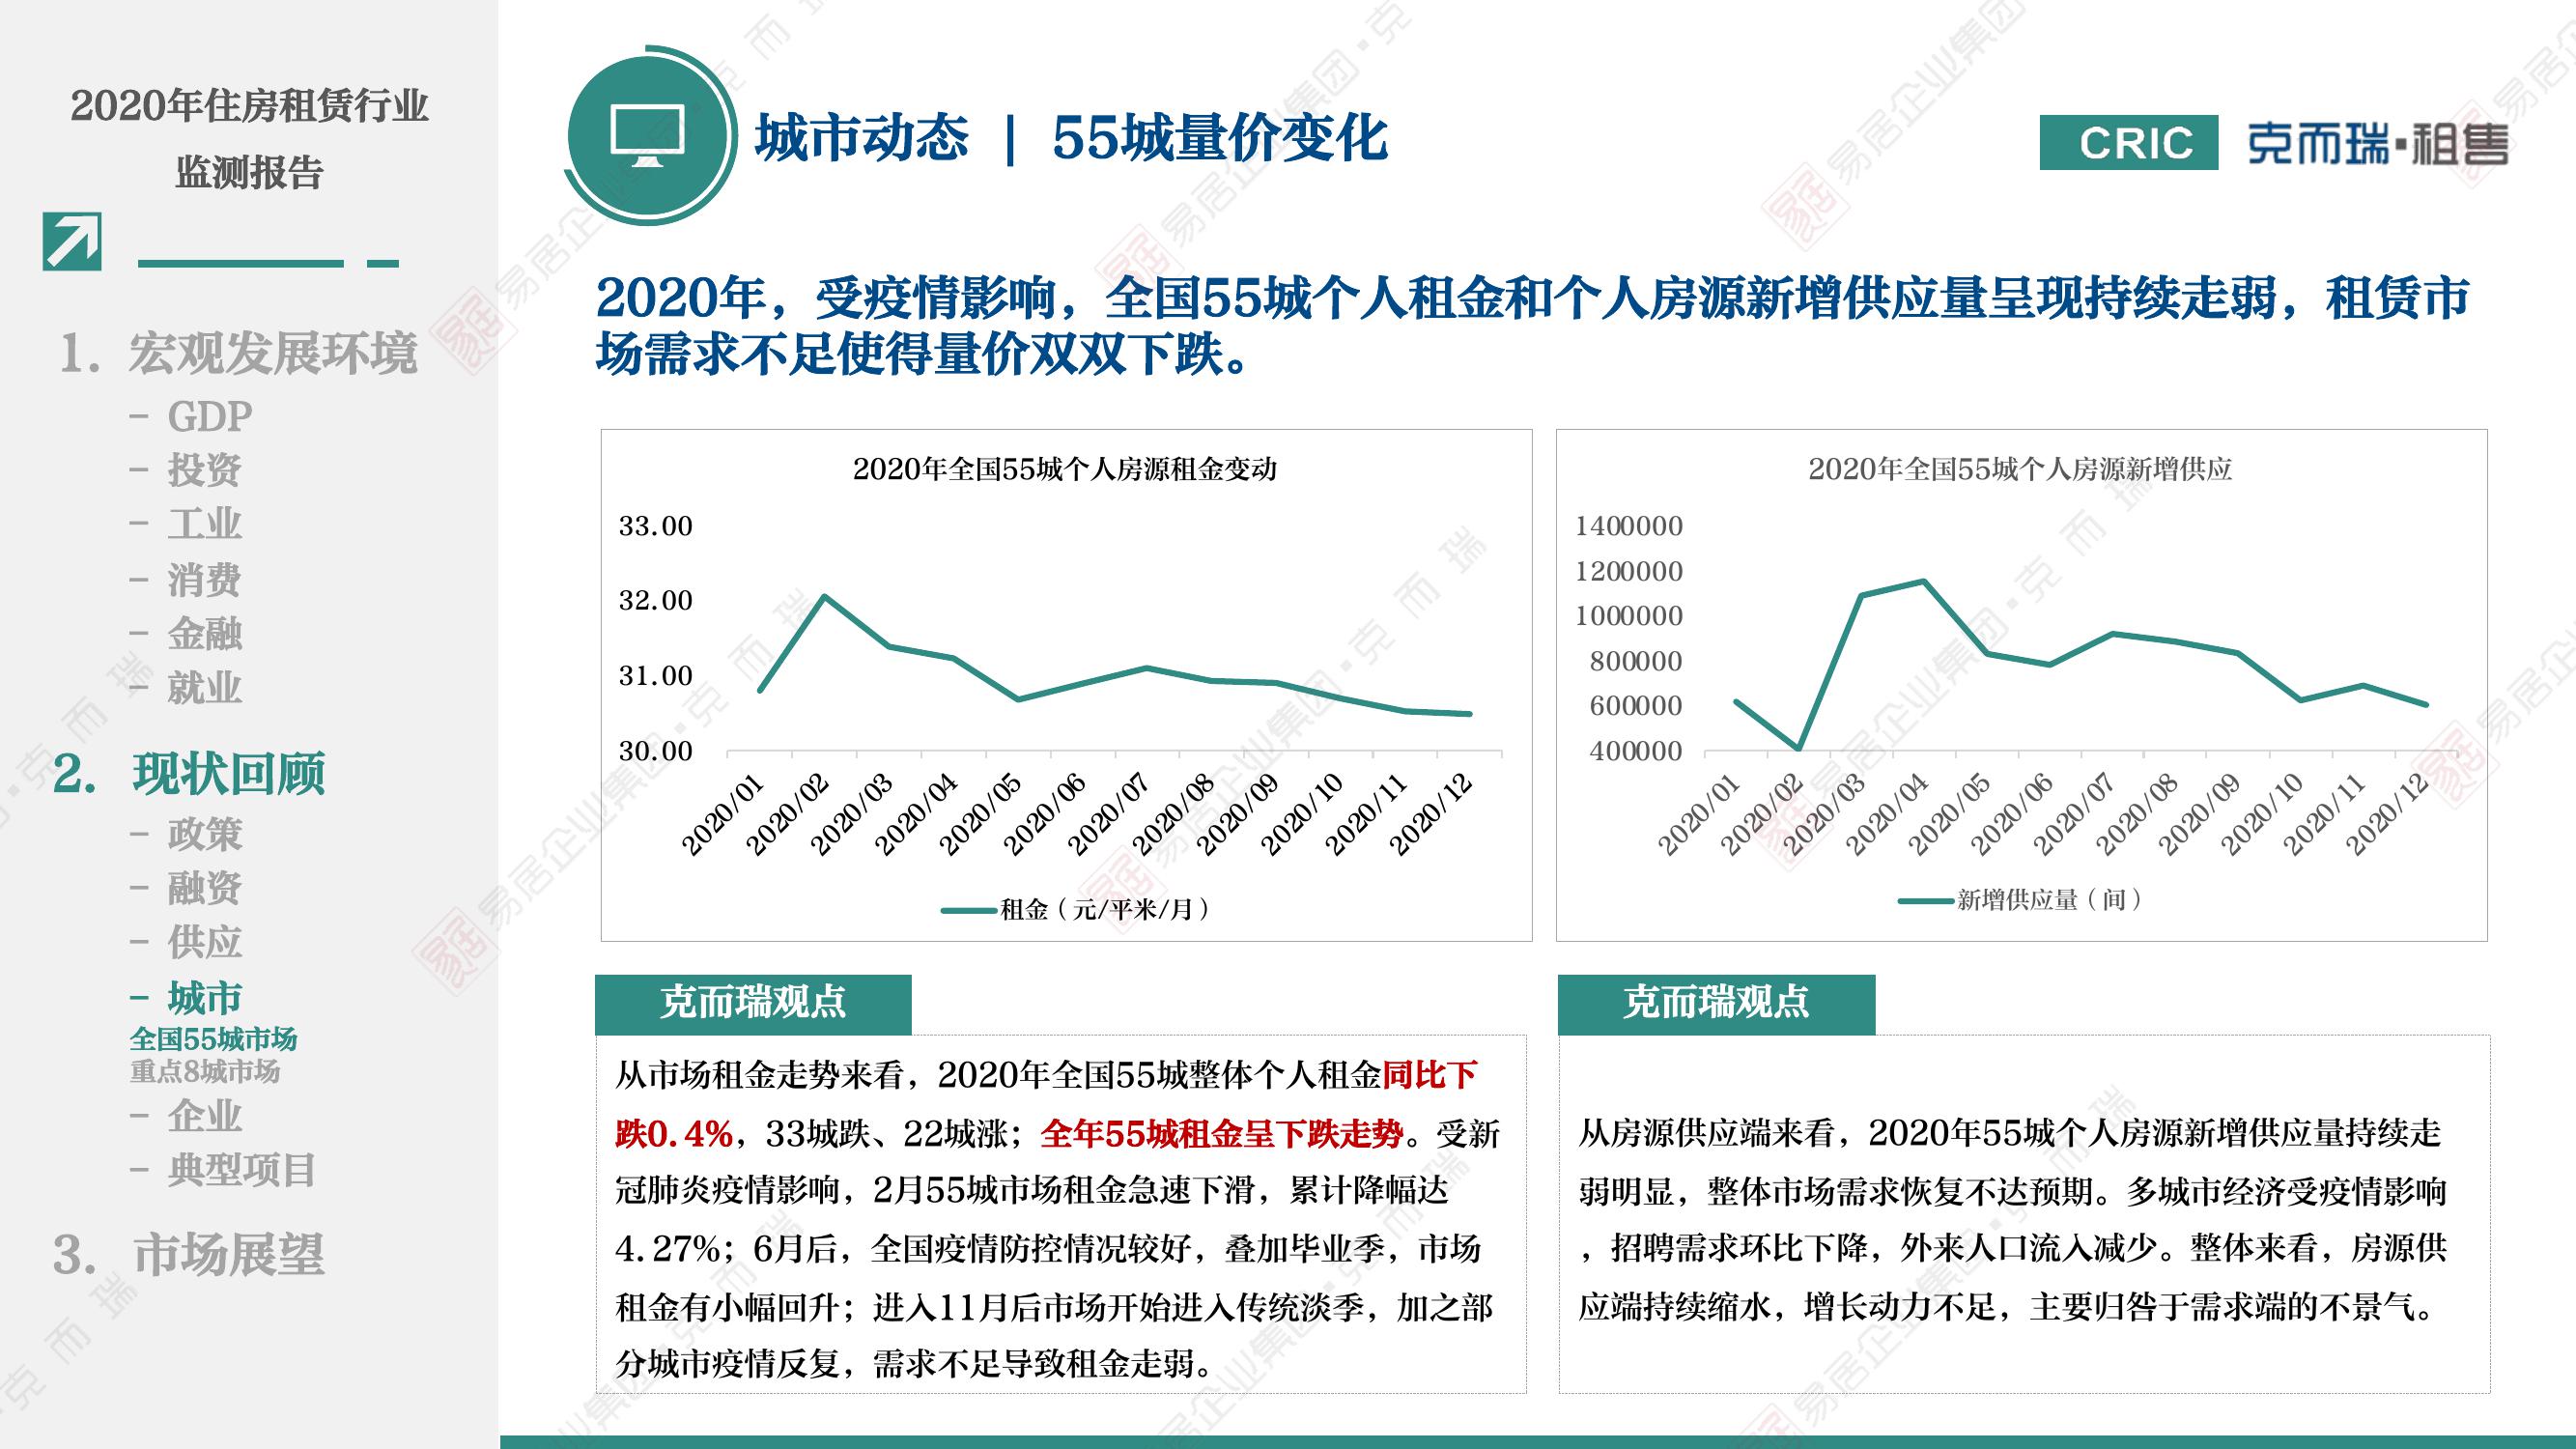 2020年住房租赁行业
监测报告
1. 宏观发展环境
- GDP
- 投资
- 工业
- 消费
- 金融
- 就业
2. 现状回顾
- 政策
- 融资
- 供应
- 城市
全国55城市场
重点8城市场
- 企业
- 典型项目
3. 市场展望
城市动态 | 55城量价变化
CRIC 克而瑞·租售
2020年，受疫情影响，全国55城个人租金和个人房源新增供应量呈现持续走弱，租赁市
场需求不足使得量价双双下跌。
2020年全国55城个人房源租金变动
33.00
32.00
31.00
30.00
2020/01 2020/02 2020/03 2020/04 2020/05 2020/06 2020/07 2020/08 2020/09 2020/10 2020/11 2020/12
租金（元/平米/月）
2020年全国55城个人房源新增供应
1400000
1200000
1000000
800000
600000
400000
2020/01 2020/02 2020/03 2020/04 2020/05 2020/06 2020/07 2020/08 2020/09 2020/10 2020/11 2020/12
新增供应量（间）
克而瑞观点
从市场租金走势来看，2020年全国55城整体个人租金同比下
跌0.4%，33城跌、22城涨；全年55城租金呈下跌走势。受新
冠肺炎疫情影响，2月55城市场租金急速下滑，累计降幅达
4.27%；6月后，全国疫情防控情况较好，叠加毕业季，市场
租金有小幅回升；进入11月后市场开始进入传统淡季，加之部
分城市疫情反复，需求不足导致租金走弱。
克而瑞观点
从房源供应端来看，2020年55城个人房源新增供应量持续走
弱明显，整体市场需求恢复不达预期。多城市经济受疫情影响
，招聘需求环比下降，外来人口流入减少。整体来看，房源供
应端持续缩水，增长动力不足，主要归咎于需求端的不景气。
易居企业集团·克而瑞